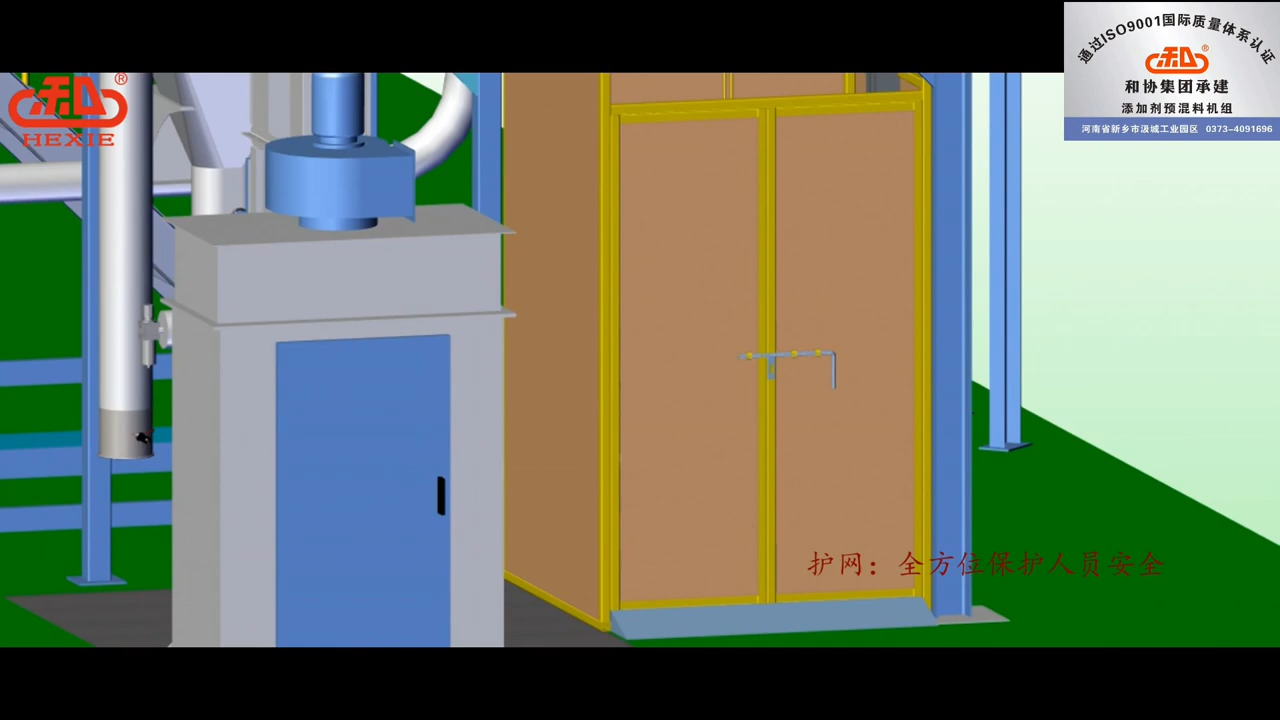 和
®
HEXIE
通过ISO9001国际质量体系认证
和®
和协集团承建
添加剂预混料机组
河南省新乡市汲城工业园区 0373-4091696
护网：全方位保护人员安全